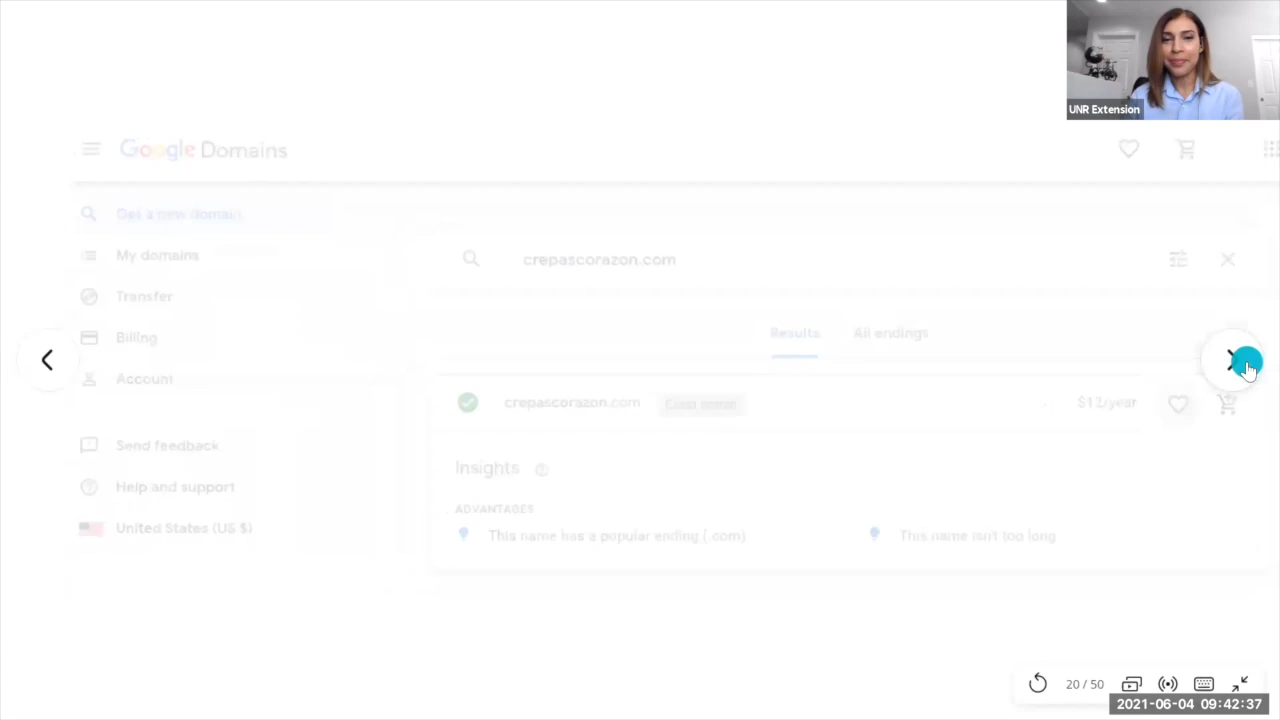 UNR Extension
Google Domains
Get a new domain
crepascorazon.com
My domains
Transfer
Billing
Results All endings
Account
crepascorazon.com $12/year
Send feedback
Insights
Help and support
ADVANTAGES
United States (US $)
This name has a popular ending (.com) This name isn't too long
20 / 50
2021-06-04 09:42:37